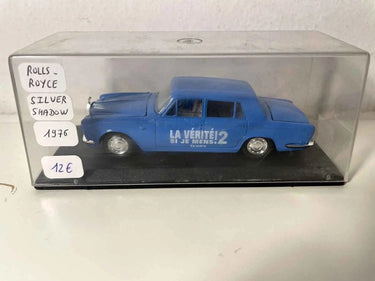 ROLLS-
ROYCE
SILVER
SHADOW
1976
12€
LA VÉRITÉ
SI JE MENS!2